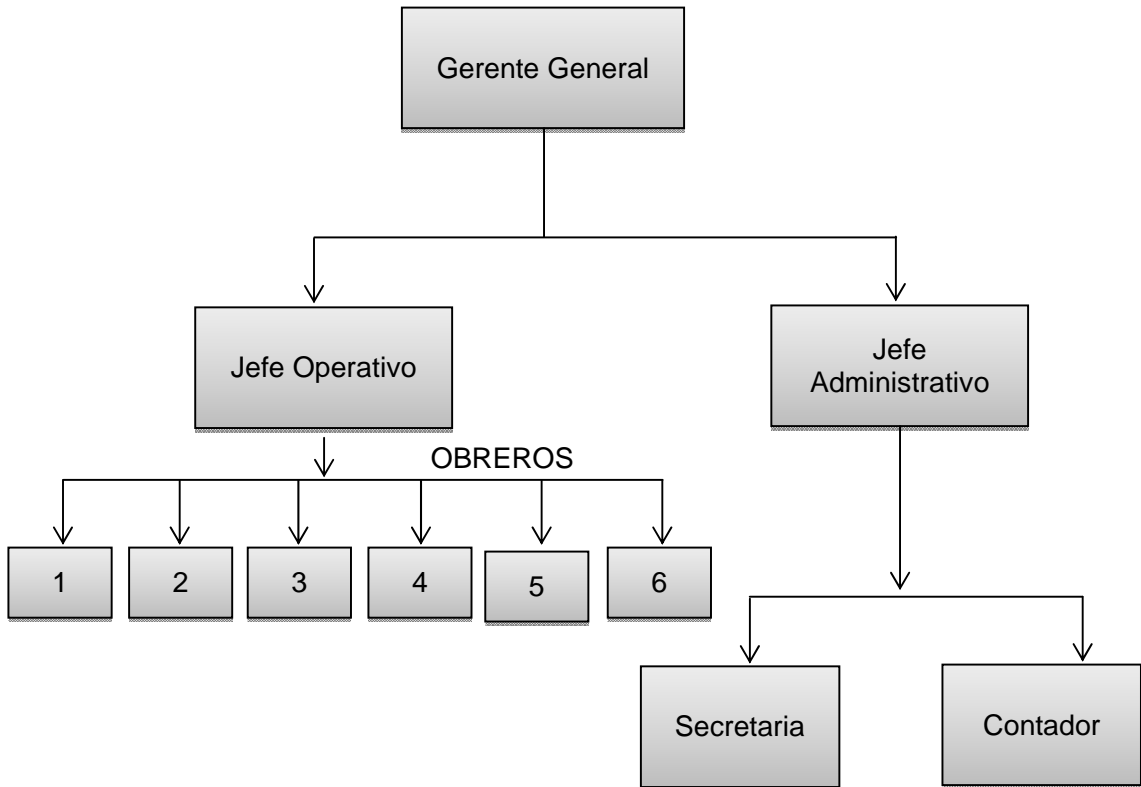 Gerente General
Jefe Operativo
Jefe
Administrativo
OBREROS
1
2
3
4
5
6
Secretaria
Contador